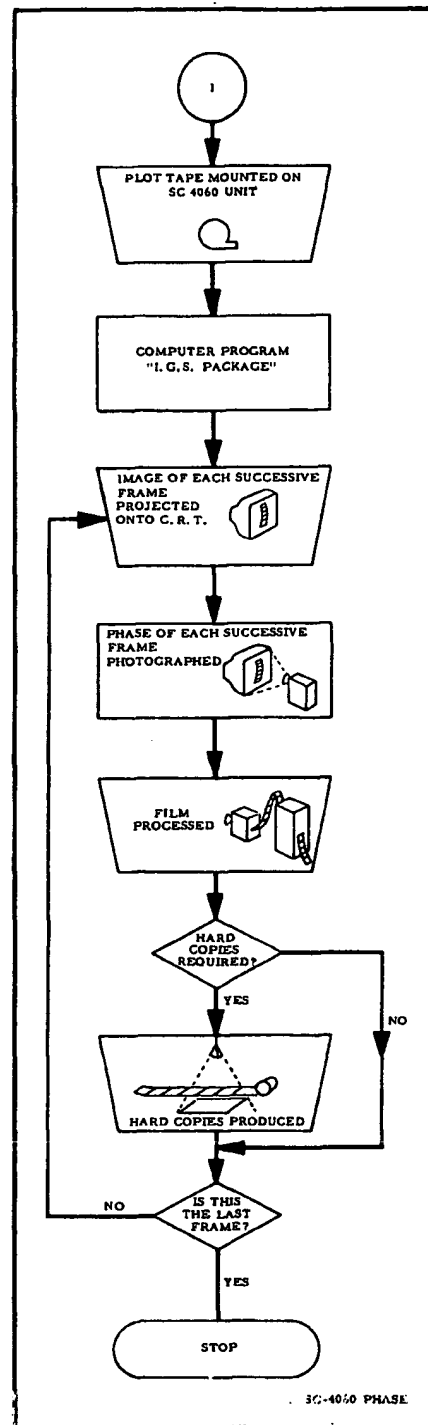 1
PLOT TAPE MOUNTED ON
SC 4060 UNIT
COMPUTER PROGRAM
"I.G.S. PACKAGE"
IMAGE OF EACH SUCCESSIVE
FRAME
PROJECTED
ONTO C.R.T.
PHASE OF EACH SUCCESSIVE
FRAME
PHOTOGRAPHED
FILM
PROCESSED
HARD
COPIES
REQUIRED?
YES
NO
HARD COPIES PRODUCED
IS THIS
THE LAST
FRAME?
NO
YES
STOP
SC-4060 PHASE